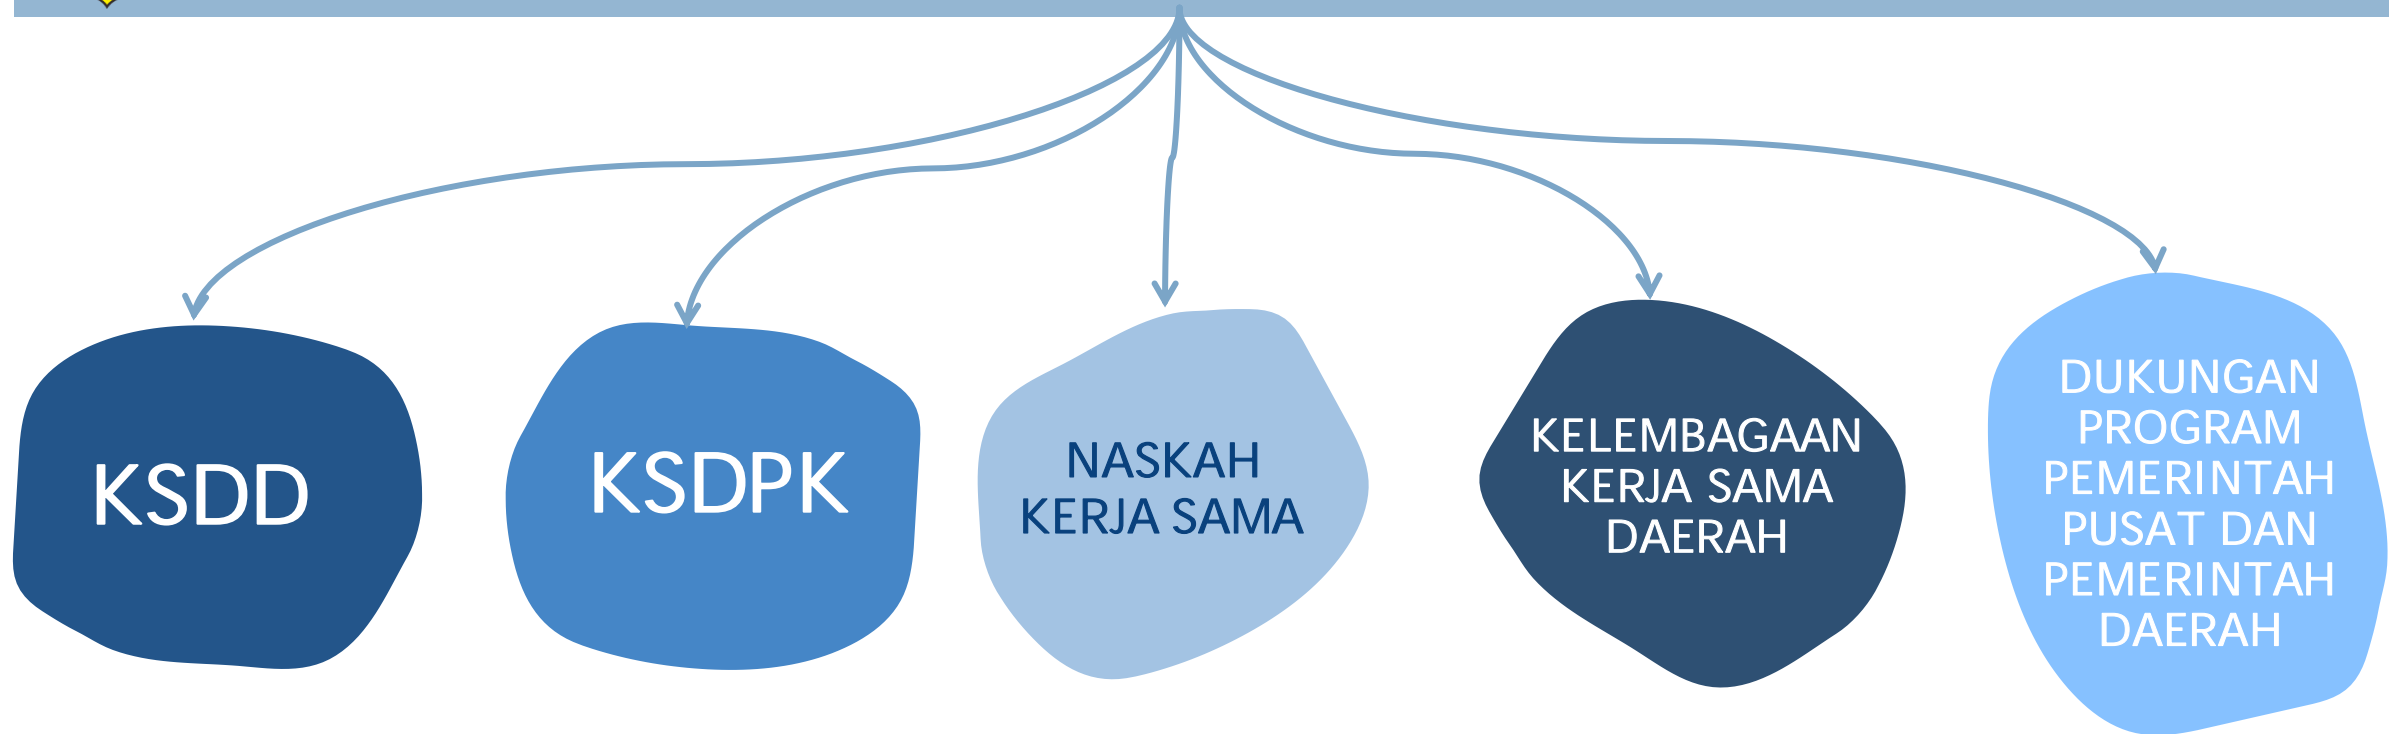 KSDD
KSDPK
NASKAH
KERJA SAMA
KELEMBAGAAN
KERJA SAMA
DAERAH
DUKUNGAN
PROGRAM
PEMERINTAH
PUSAT DAN
PEMERINTAH
DAERAH